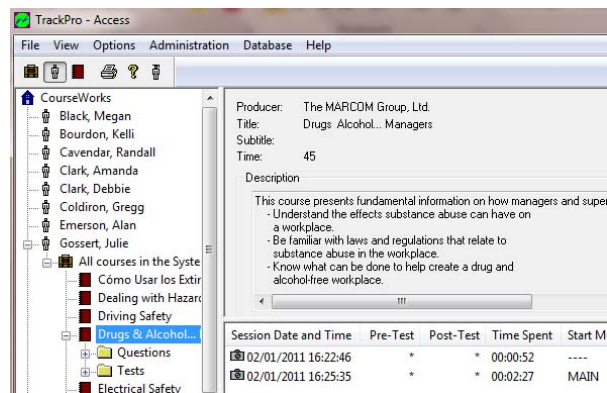 TrackPro - Access
File View Options Administration Database Help
CourseWorks
Black, Megan
Bourdon, Kelli
Cavendar, Randall
Clark, Amanda
Clark, Debbie
Coldiron, Gregg
Emerson, Alan
Gossert, Julie
All courses in the Syste
Cómo Usar los Extir
Dealing with Hazard
Driving Safety
Drugs & Alcohol...
Questions
Tests
Electrical Safety
Producer: The MARCOM Group, Ltd.
Title: Drugs Alcohol... Managers
Subtitle:
Time: 45
Description
This course presents fundamental information on how managers and super
- Understand the effects substance abuse can have on
a workplace.
- Be familiar with laws and regulations that relate to
substance abuse in the workplace.
- Know what can be done to help create a drug and
alcohol-free workplace.
Session Date and Time Pre-Test Post-Test Time Spent Start M
02/01/2011 16:22:46 * * 00:00:52 ----
02/01/2011 16:25:35 * * 00:02:27 MAIN